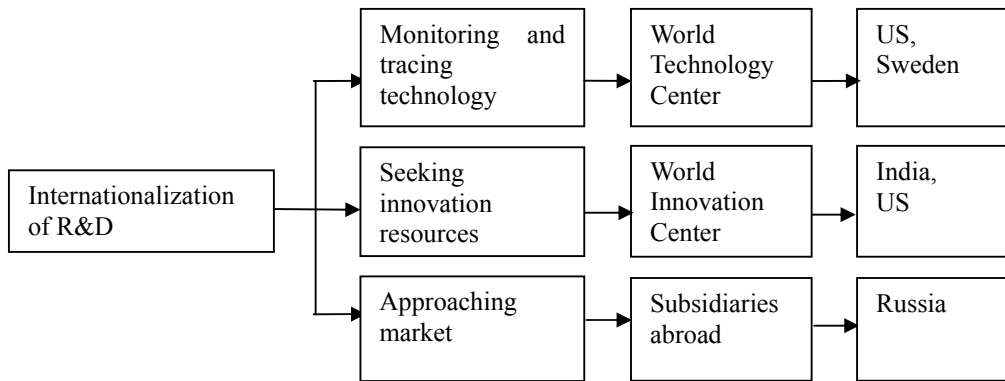 Monitoring and
tracing
technology
World
Technology
Center
US,
Sweden
Internationalization
of R&D
Seeking
innovation
resources
World
Innovation
Center
India,
US
Approaching
market
Subsidiaries
abroad
Russia